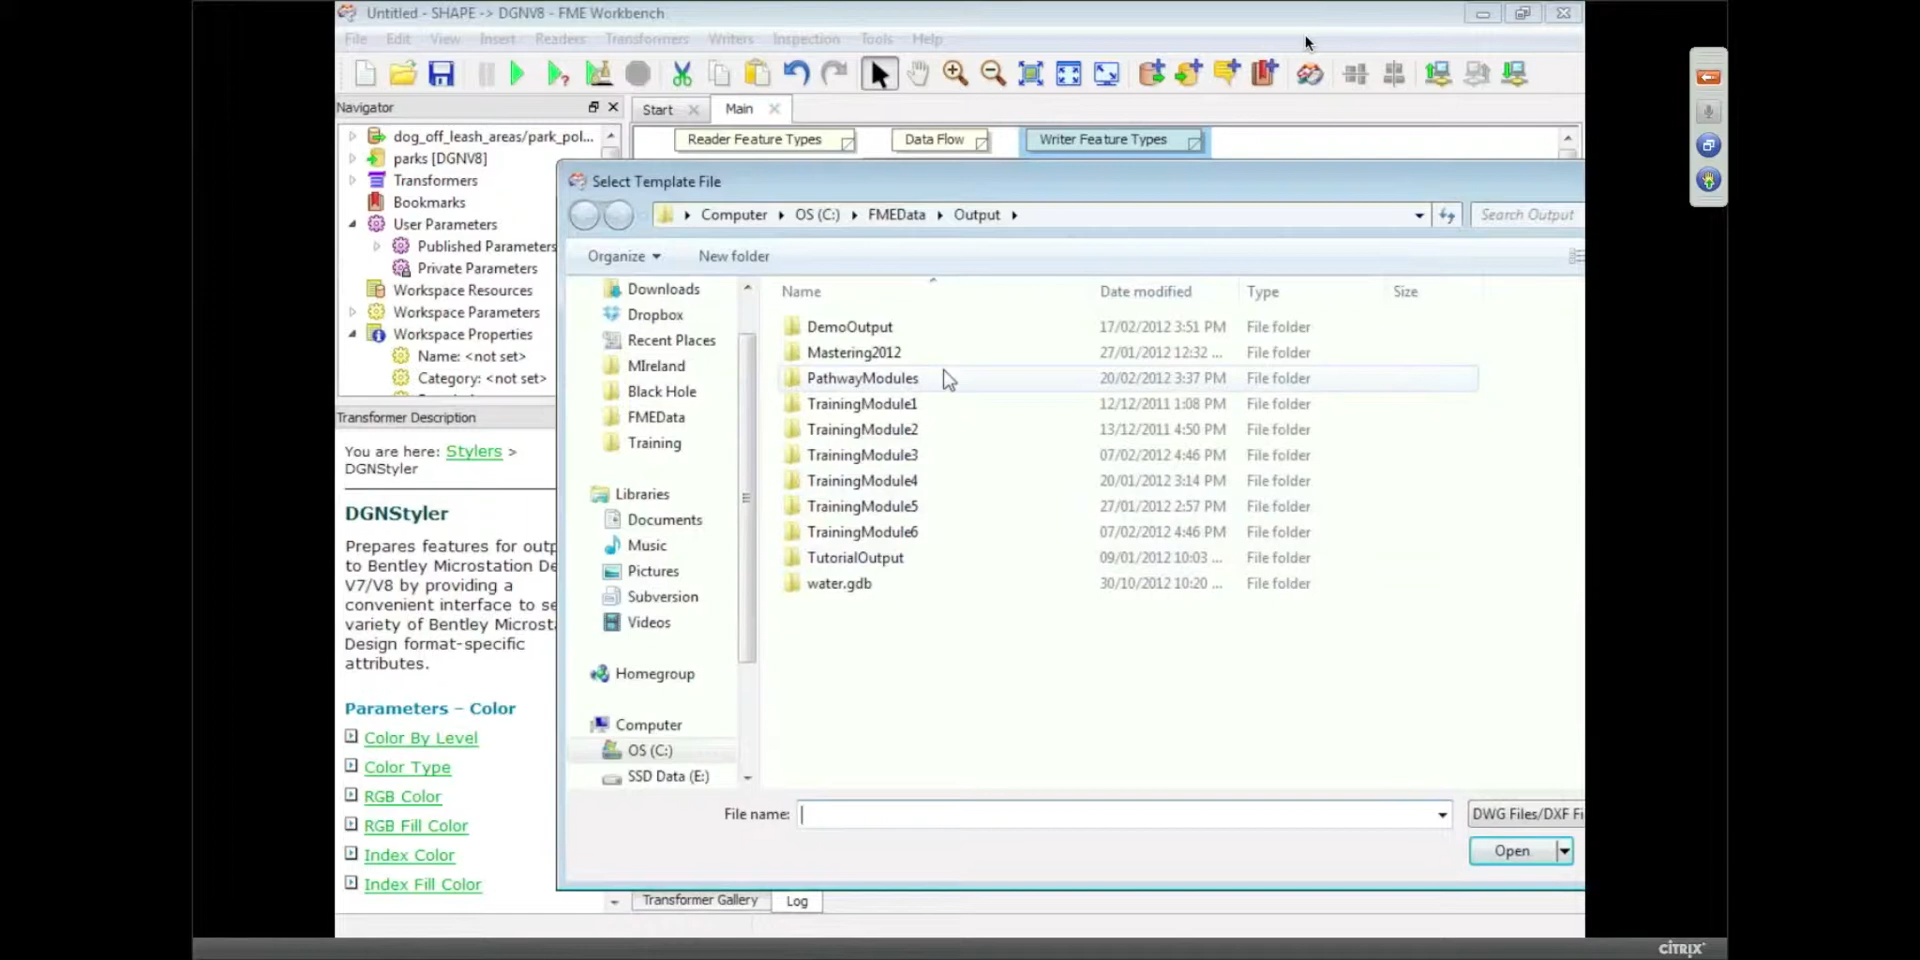 Untitled - SHAPE -> DGNV8 - FME Workbench
File Edit View Insert Readers Transformers Writers Inspection Tools Help
Navigator
Start
Main
dog_off_leash_areas/park_pol...
parks [DGNV8]
Transformers
Bookmarks
User Parameters
Published Parameters
Private Parameters
Workspace Resources
Workspace Parameters
Workspace Properties
Name: <not set>
Category: <not set>
Reader Feature Types
Data Flow
Writer Feature Types
Transformer Description
You are here: Stylers >
DGNStyler
DGNStyler
Prepares features for outp
to Bentley Microstation De
V7/V8 by providing a
convenient interface to se
variety of Bentley Microsta
Design format-specific
attributes.
Parameters – Color
Color By Level
Color Type
RGB Color
RGB Fill Color
Index Color
Index Fill Color
Select Template File
Computer OS (C:) FMEData Output
Search Output
Organize New folder
Downloads
Dropbox
Recent Places
MIreland
Black Hole
FMEData
Training
Libraries
Documents
Music
Pictures
Subversion
Videos
Homegroup
Computer
OS (C:)
SSD Data (E:)
Name Date modified Type Size
DemoOutput 17/02/2012 3:51 PM File folder
Mastering2012 27/01/2012 12:32 ... File folder
PathwayModules 20/02/2012 3:37 PM File folder
TrainingModule1 12/12/2011 1:08 PM File folder
TrainingModule2 13/12/2011 4:50 PM File folder
TrainingModule3 07/02/2012 4:46 PM File folder
TrainingModule4 20/01/2012 3:14 PM File folder
TrainingModule5 27/01/2012 2:57 PM File folder
TrainingModule6 07/02/2012 4:46 PM File folder
TutorialOutput 09/01/2012 10:03 ... File folder
water.gdb 30/10/2012 10:20 ... File folder
File name:
DWG Files/DXF Fi
Open
Transformer Gallery
Log
CITRIX